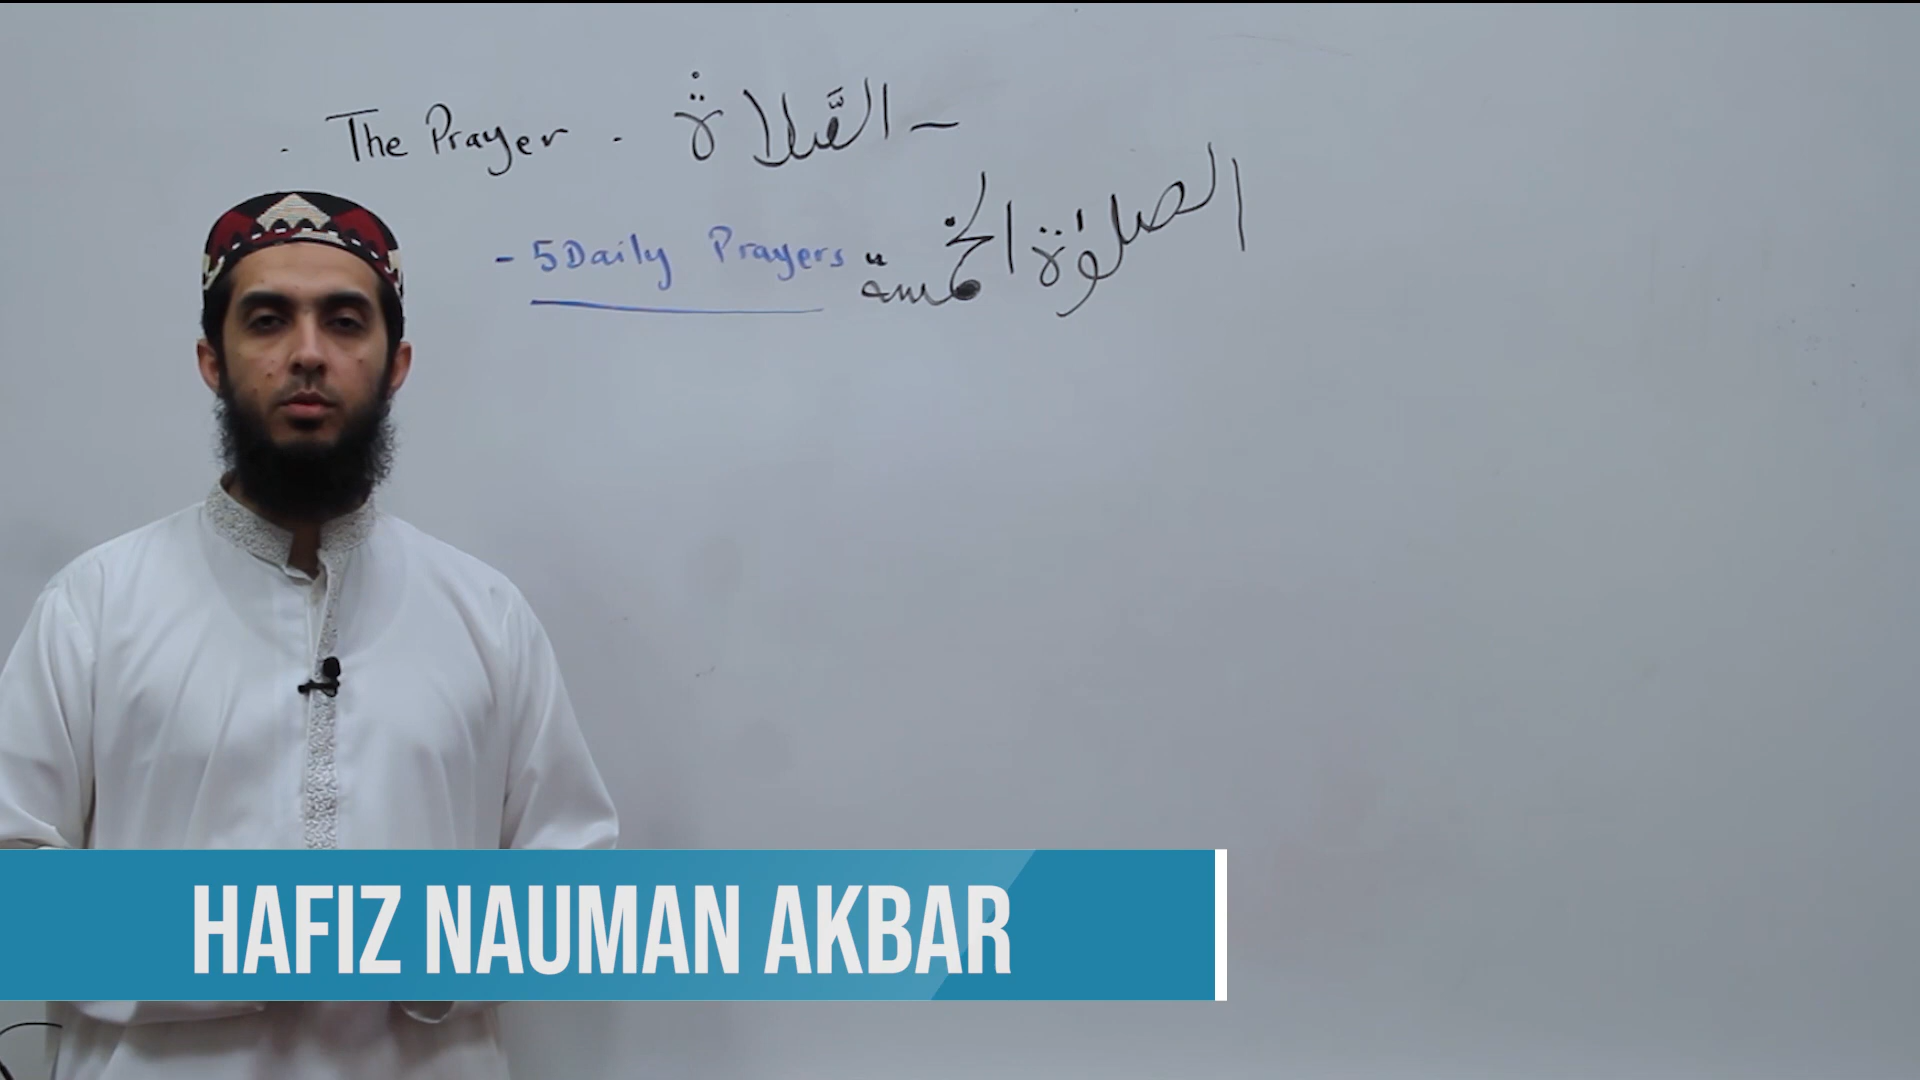 . The Prayer . الصَّلاة -
- 5 Daily Prayers " الصلوٰة الخمسة
HAFIZ NAUMAN AKBAR